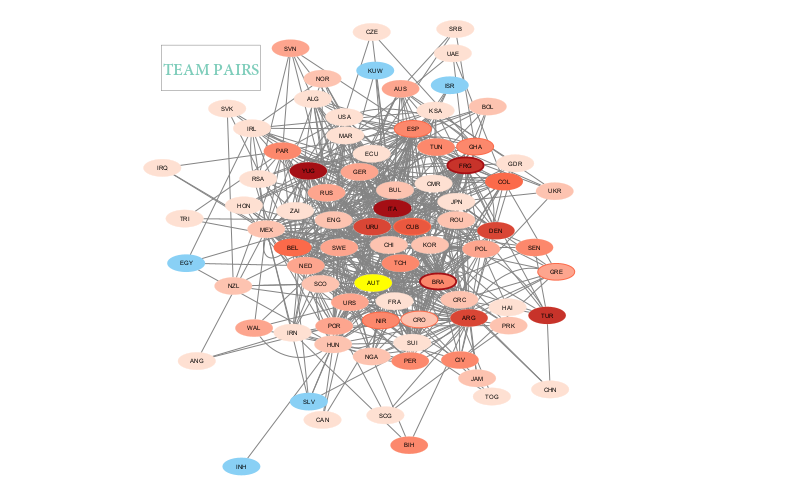 CZE
SRB
SVN
UAE
TEAM PAIRS
KUW
NOR
ISR
AUS
ALG
SVK
USA
KSA
BOL
IRL
MAR
ESP
PAR
ECU
TUN
GHA
IRQ
YUG
GER
FRG
GDR
RSA
RUS
BUL
CMR
COL
UKR
HON
ZAI
ITA
JPN
TRI
MEX
ENG
URU
CUB
ROU
DEN
BEL
SWE
CHI
KOR
POL
SEN
EGY
NED
TCH
GRE
NZL
SCO
AUT
BRA
URS
FRA
CRC
HAI
WAL
POR
NIR
CRO
ARG
PRK
TUR
IRN
HUN
SUI
ANG
NGA
PER
CIV
JAM
CHN
TOG
SLV
CAN
SCG
BIH
INH